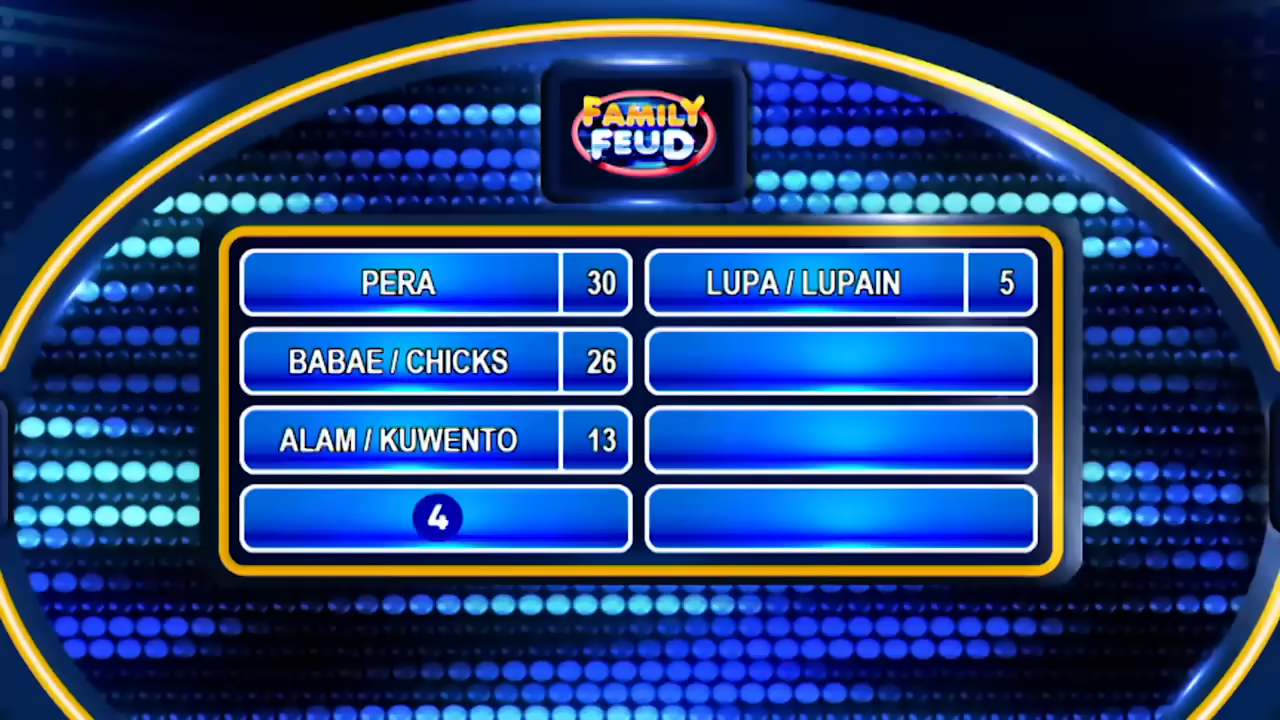 FAMILY
FEUD
PERA 30
BABAE / CHICKS 26
ALAM / KUWENTO 13
4
LUPA / LUPAIN 5